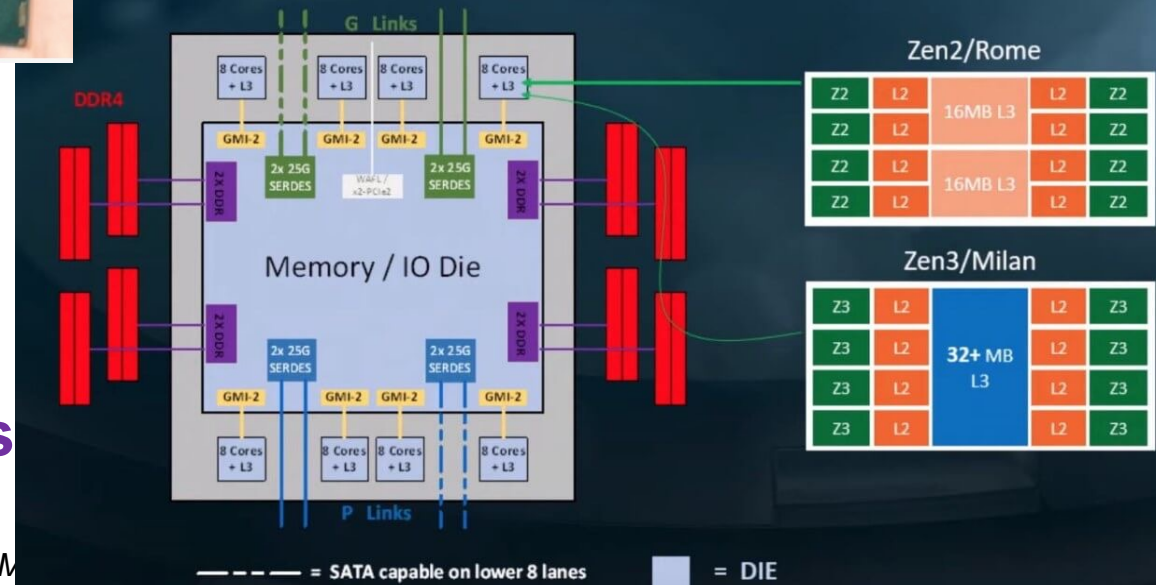 G Links
8 Cores
+ L3
8 Cores
+ L3
8 Cores
+ L3
8 Cores
+ L3
DDR4
GMI-2
GMI-2
GMI-2
GMI-2
2x 25G
SERDES
WAFL /
x2-PCIe2
2x 25G
SERDES
2X DDR
2X DDR
Memory / IO Die
2X DDR
2X DDR
2x 25G
SERDES
2x 25G
SERDES
GMI-2
GMI-2
GMI-2
GMI-2
8 Cores
+ L3
8 Cores
+ L3
8 Cores
+ L3
8 Cores
+ L3
P Links
= SATA capable on lower 8 lanes
= DIE
Zen2/Rome
Z2 L2 16MB L3 L2 Z2
Z2 L2 L2 Z2
Z2 L2 16MB L3 L2 Z2
Z2 L2 L2 Z2
Zen3/Milan
Z3 L2 L2 Z3
Z3 L2 32+ MB L2 Z3
Z3 L2 L3 L2 Z3
Z3 L2 L2 Z3
s
M